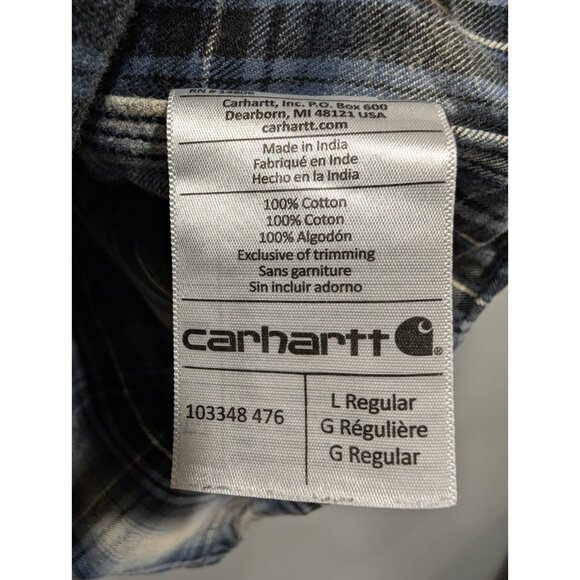 Carhartt, Inc. P.O. Box 600
Dearborn, MI 48121 USA
carhartt.com
Made in India
Fabriqué en Inde
Hecho en la India
100% Cotton
100% Coton
100% Algodón
Exclusive of trimming
Sans garniture
Sin incluir adorno
carhartt
103348 476
L Regular
G Régulière
G Regular